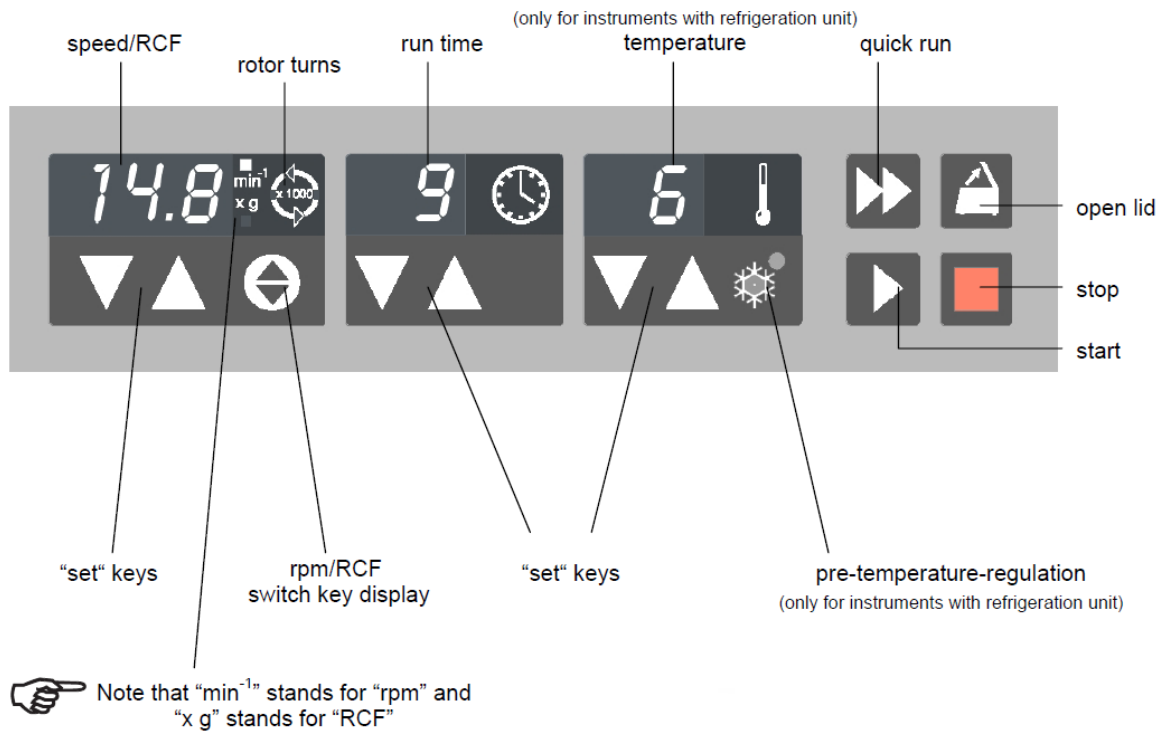 (only for instruments with refrigeration unit)
speed/RCF
run time
temperature
quick run
rotor turns
14.8
min⁻¹
x g
x 1000
9
6
open lid
stop
start
“set“ keys
rpm/RCF
switch key display
“set“ keys
pre-temperature-regulation
(only for instruments with refrigeration unit)
Note that “min⁻¹” stands for “rpm” and
“x g” stands for “RCF”